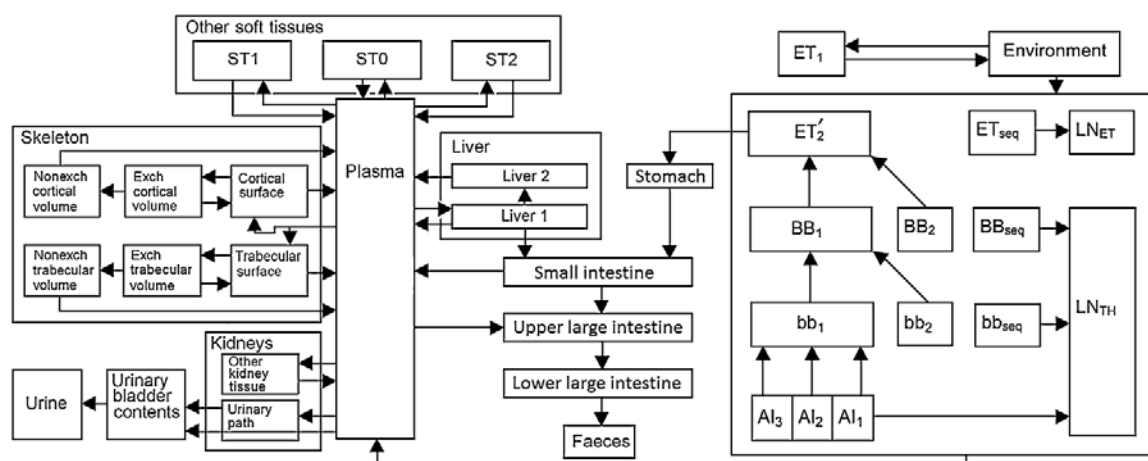 Other soft tissues
ST1
ST0
ST2
ET1
Environment
Skeleton
Nonexch
cortical
volume
Exch
cortical
volume
Cortical
surface
Nonexch
trabecular
volume
Exch
trabecular
volume
Trabecular
surface
Plasma
Liver
Liver 2
Liver 1
Stomach
Small intestine
Upper large intestine
Lower large intestine
Faeces
Kidneys
Other
kidney
tissue
Urinary
path
Urinary
bladder
contents
Urine
ET′2
ETseq
LNET
BB1
BB2
BBseq
bb1
bb2
bbseq
LNTH
AI3
AI2
AI1